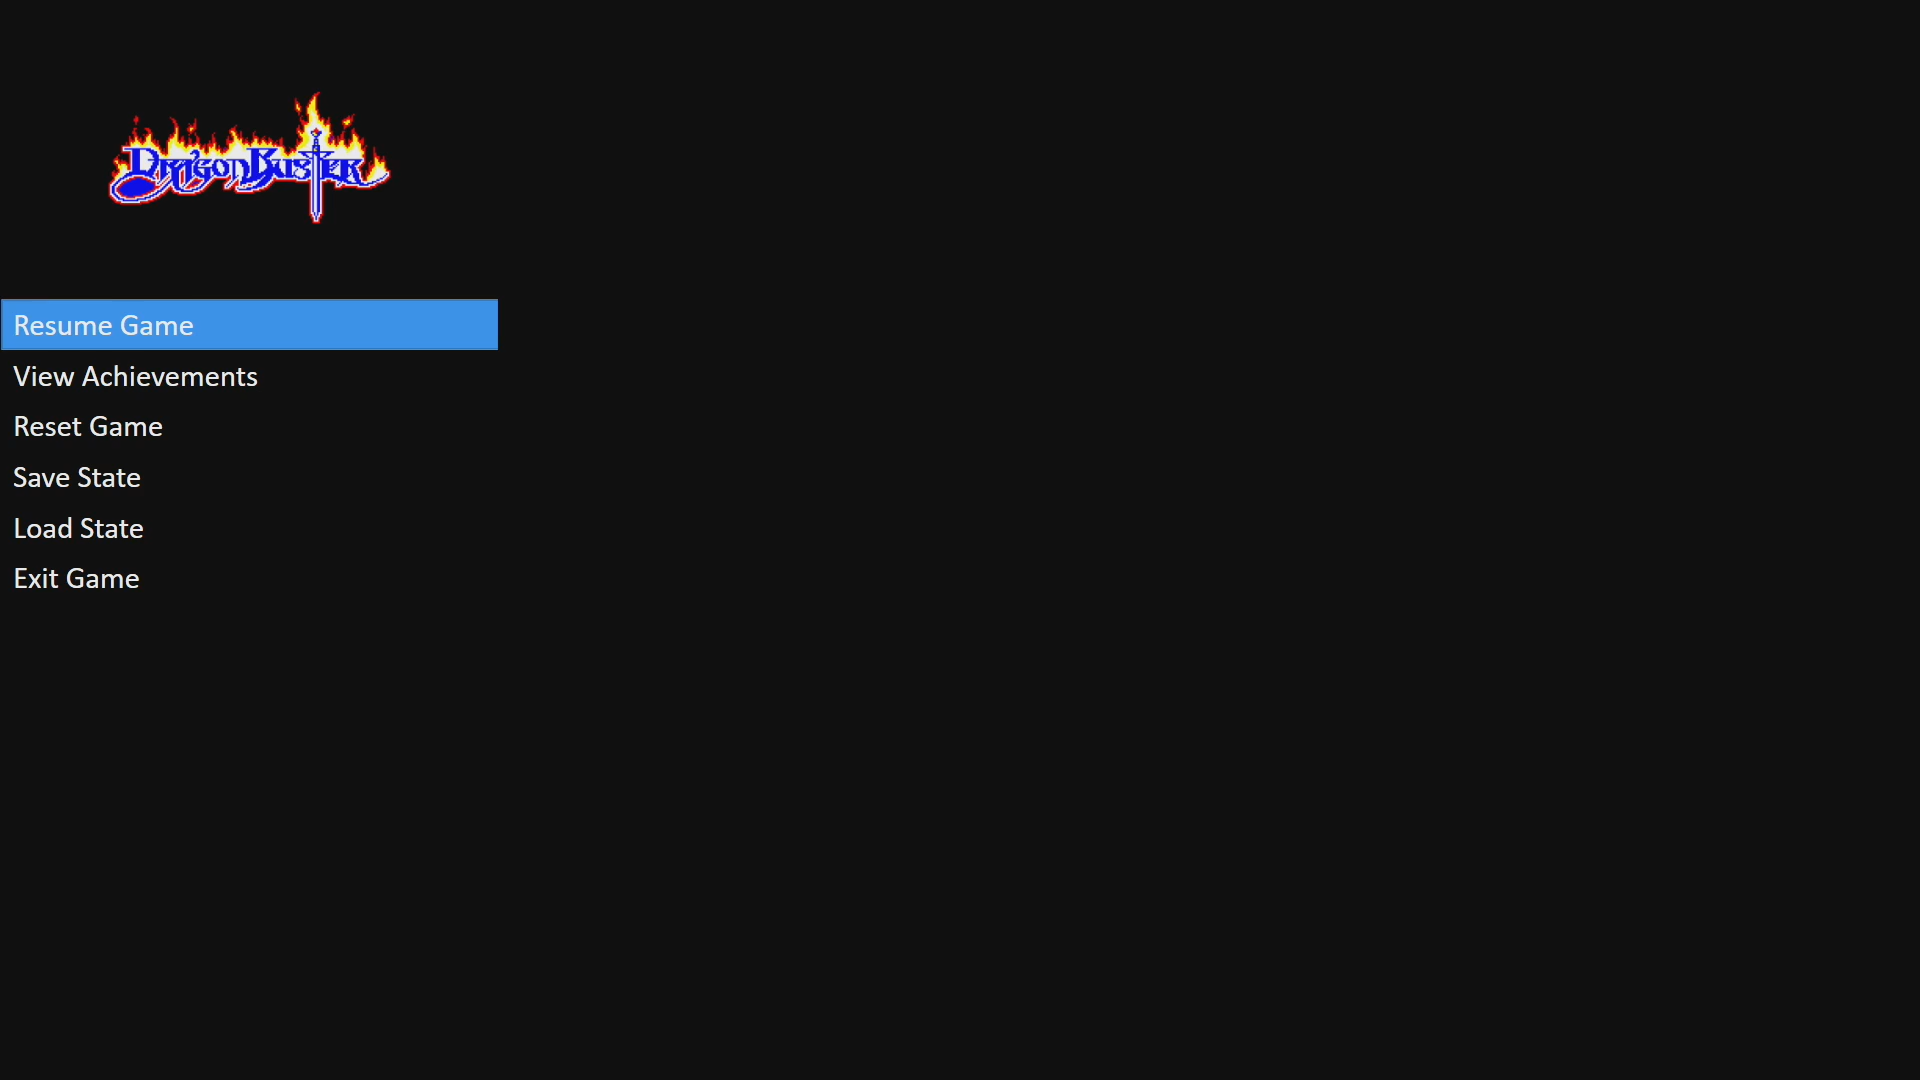 Dragon Buster
Resume Game
View Achievements
Reset Game
Save State
Load State
Exit Game